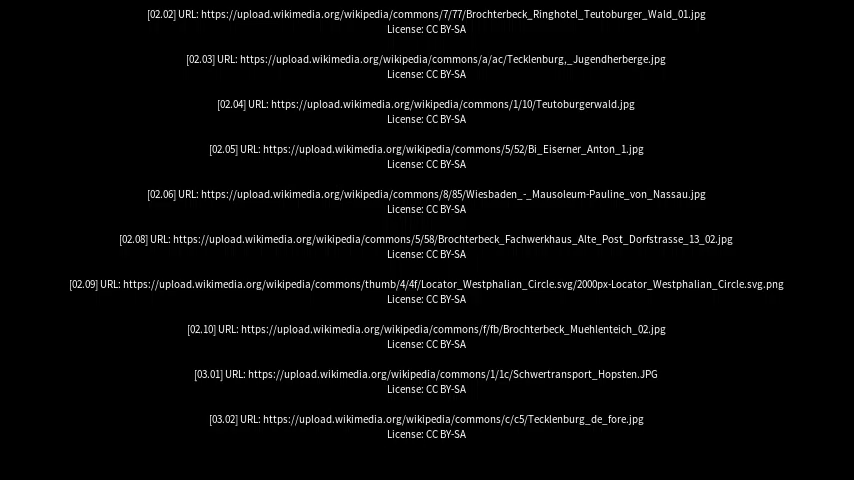 [02.02] URL: https://upload.wikimedia.org/wikipedia/commons/7/77/Brochterbeck_Ringhotel_Teutoburger_Wald_01.jpg
License: CC BY-SA
[02.03] URL: https://upload.wikimedia.org/wikipedia/commons/a/ac/Tecklenburg,_Jugendherberge.jpg
License: CC BY-SA
[02.04] URL: https://upload.wikimedia.org/wikipedia/commons/1/10/Teutoburgerwald.jpg
License: CC BY-SA
[02.05] URL: https://upload.wikimedia.org/wikipedia/commons/5/52/Bi_Eiserner_Anton_1.jpg
License: CC BY-SA
[02.06] URL: https://upload.wikimedia.org/wikipedia/commons/8/85/Wiesbaden_-_Mausoleum-Pauline_von_Nassau.jpg
License: CC BY-SA
[02.08] URL: https://upload.wikimedia.org/wikipedia/commons/5/58/Brochterbeck_Fachwerkhaus_Alte_Post_Dorfstrasse_13_02.jpg
License: CC BY-SA
[02.09] URL: https://upload.wikimedia.org/wikipedia/commons/thumb/4/4f/Locator_Westphalian_Circle.svg/2000px-Locator_Westphalian_Circle.svg.png
License: CC BY-SA
[02.10] URL: https://upload.wikimedia.org/wikipedia/commons/f/fb/Brochterbeck_Muehlenteich_02.jpg
License: CC BY-SA
[03.01] URL: https://upload.wikimedia.org/wikipedia/commons/1/1c/Schwertransport_Hopsten.JPG
License: CC BY-SA
[03.02] URL: https://upload.wikimedia.org/wikipedia/commons/c/c5/Tecklenburg_de_fore.jpg
License: CC BY-SA